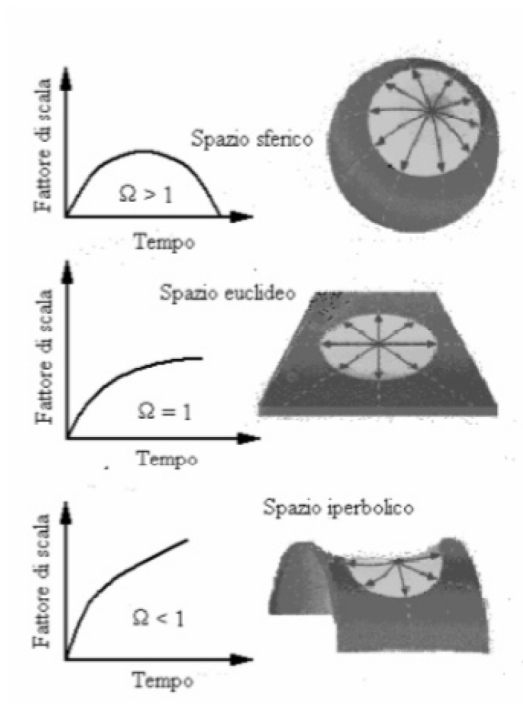 Fattore di scala
Spazio sferico
Ω > 1
Tempo
Fattore di scala
Spazio euclideo
Ω = 1
Tempo
Fattore di scala
Spazio iperbolico
Ω < 1
Tempo